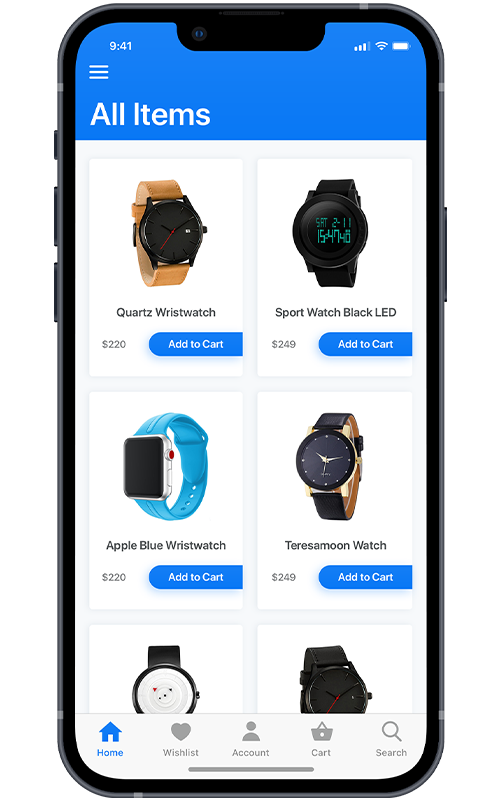 9:41
All Items
SAT 2-11
15:47:40
Quartz Wristwatch
Sport Watch Black LED
$220
Add to Cart
$249
Add to Cart
Apple Blue Wristwatch
Teresamoon Watch
$220
Add to Cart
$249
Add to Cart
Home
Wishlist
Account
Cart
Search